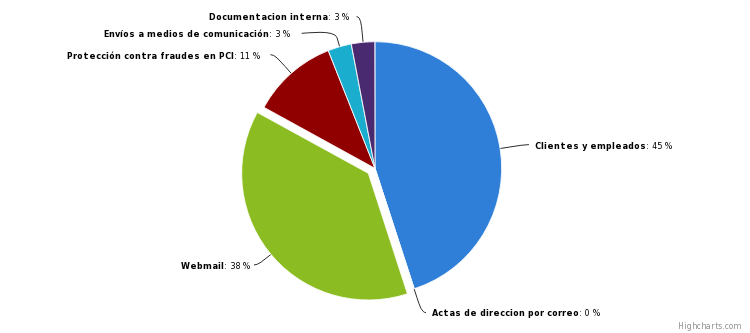 Documentacion interna: 3 %
Envíos a medios de comunicación: 3 %
Protección contra fraudes en PCI: 11 %
Clientes y empleados: 45 %
Webmail: 38 %
Actas de direccion por correo: 0 %
Highcharts.com